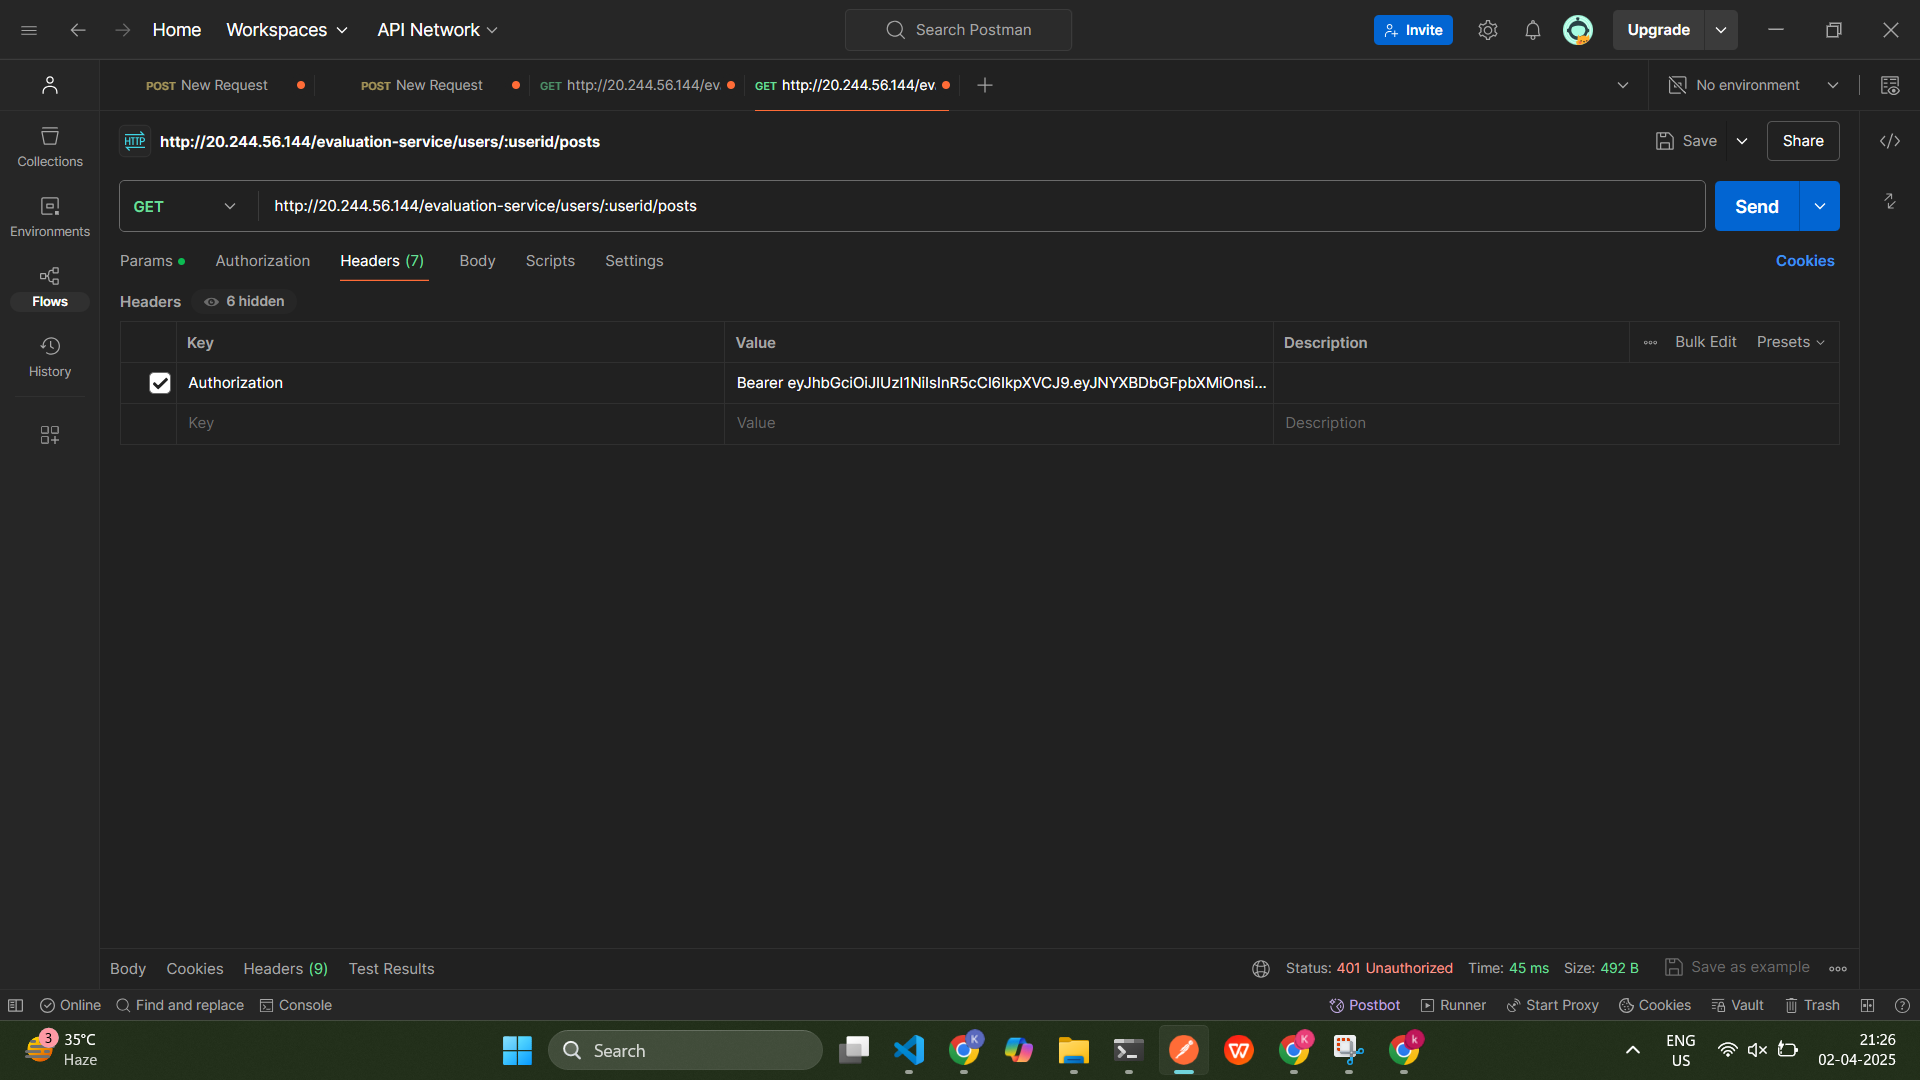 Home
Workspaces
API Network
Search Postman
Invite
Upgrade
POST New Request
POST New Request
GET http://20.244.56.144/ev.
GET http://20.244.56.144/ev.
No environment
HTTP
http://20.244.56.144/evaluation-service/users/:userid/posts
Save
Share
Collections
GET
http://20.244.56.144/evaluation-service/users/:userid/posts
Send
Environments
Params
Authorization
Headers (7)
Body
Scripts
Settings
Cookies
Flows
Headers
6 hidden
Key
Value
Description
Bulk Edit
Presets
History
Authorization
Bearer eyJhbGciOiJIUzI1NiIsInR5cCI6IkpXVCJ9.eyJNYXBDbGFpbXMiOnsi...
Key
Value
Description
Body
Cookies
Headers (9)
Test Results
Status: 401 Unauthorized
Time: 45 ms
Size: 492 B
Save as example
Online
Find and replace
Console
Postbot
Runner
Start Proxy
Cookies
Vault
Trash
3
35°C
Haze
Search
K
K
k
ENG
US
21:26
02-04-2025